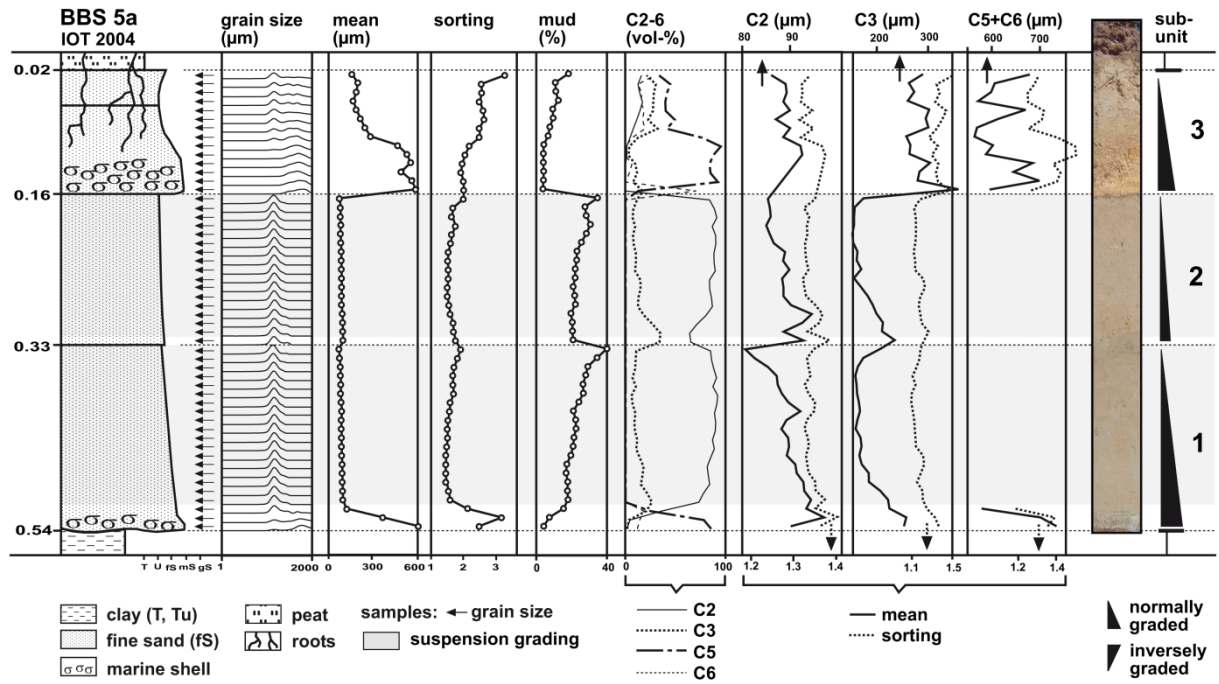 BBS 5a
IOT 2004
grain size
(µm)
mean
(µm)
sorting
mud
(%)
C2-6
(vol-%)
C2 (µm)
80 90
C3 (µm)
200 300
C5+C6 (µm)
600 700
sub-
unit
0.02
0.16
0.33
0.54
3
2
1
T U fS mS gS
1 2000
0 300 600
2 3
0 40
0 100
1.2 1.3 1.4
1.1 1.5
1.2 1.4
clay (T, Tu)
fine sand (fS)
marine shell
peat
roots
samples: grain size
suspension grading
C2
C3
C5
C6
mean
sorting
normally
graded
inversely
graded